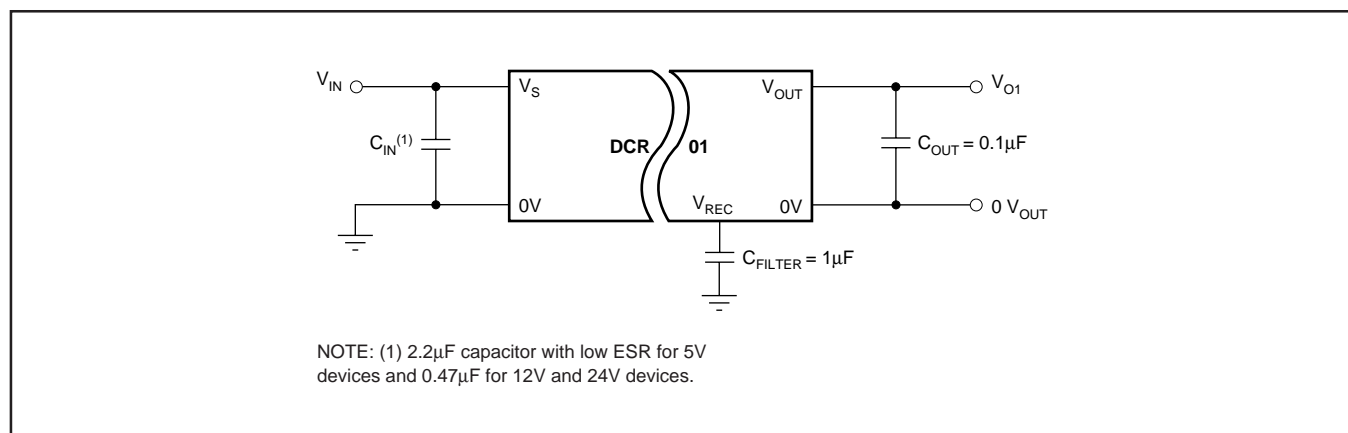 V_IN
V_S
V_OUT
V_O1
C_IN(1)
DCR 01
C_OUT = 0.1μF
0V
V_REC
0V
0 V_OUT
C_FILTER = 1μF
NOTE: (1) 2.2μF capacitor with low ESR for 5V
devices and 0.47μF for 12V and 24V devices.